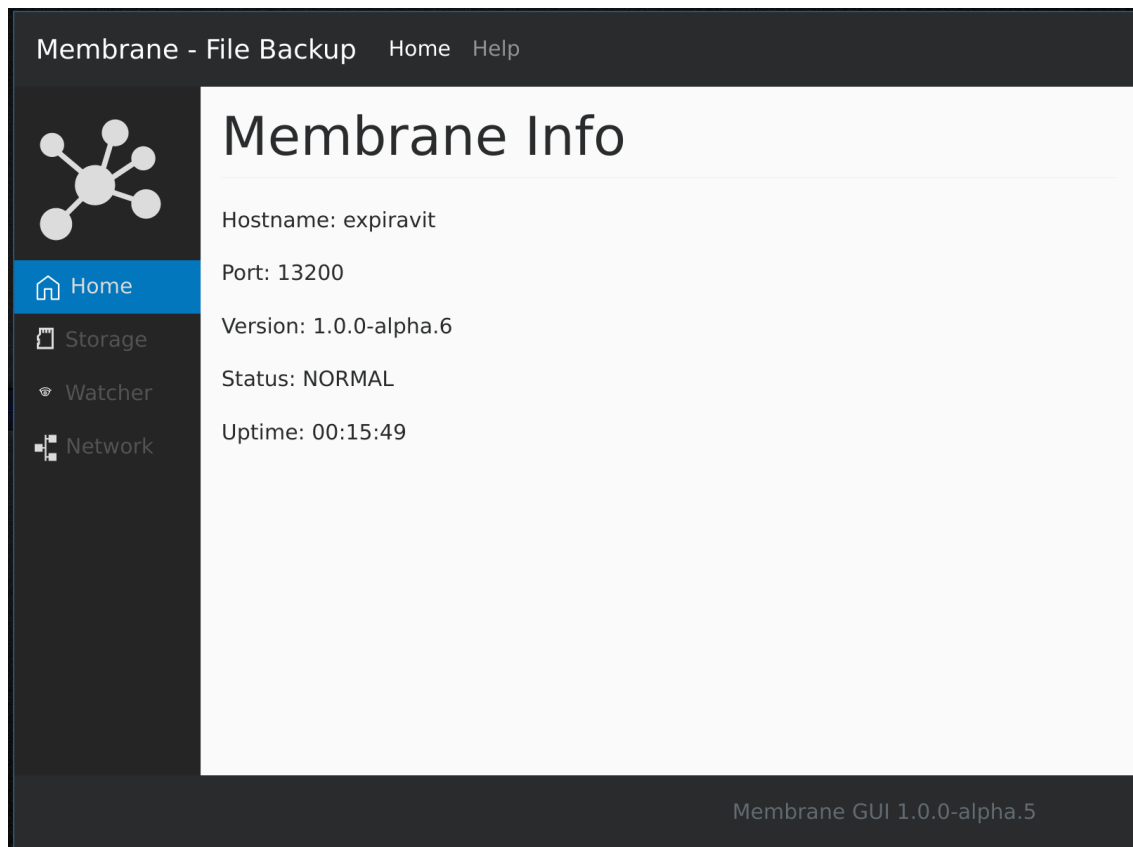 Membrane - File Backup Home Help
Membrane Info
Hostname: expiravit
Home
Port: 13200
Storage
Version: 1.0.0-alpha.6
Watcher
Status: NORMAL
Network
Uptime: 00:15:49
Membrane GUI 1.0.0-alpha.5